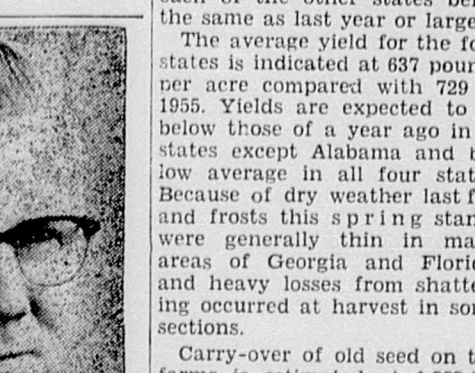 the same as last year or large
The average yield for the fo
states is indicated at 637 poun
per acre compared with 729
1955. Yields are expected to
below those of a year ago in
states except Alabama and b
low average in all four stat
Because of dry weather last f
and frosts this spring stan
were generally thin in ma
areas of Georgia and Florid
and heavy losses from shatte
ing occurred at harvest in som
sections.
Carry-over of old seed on t